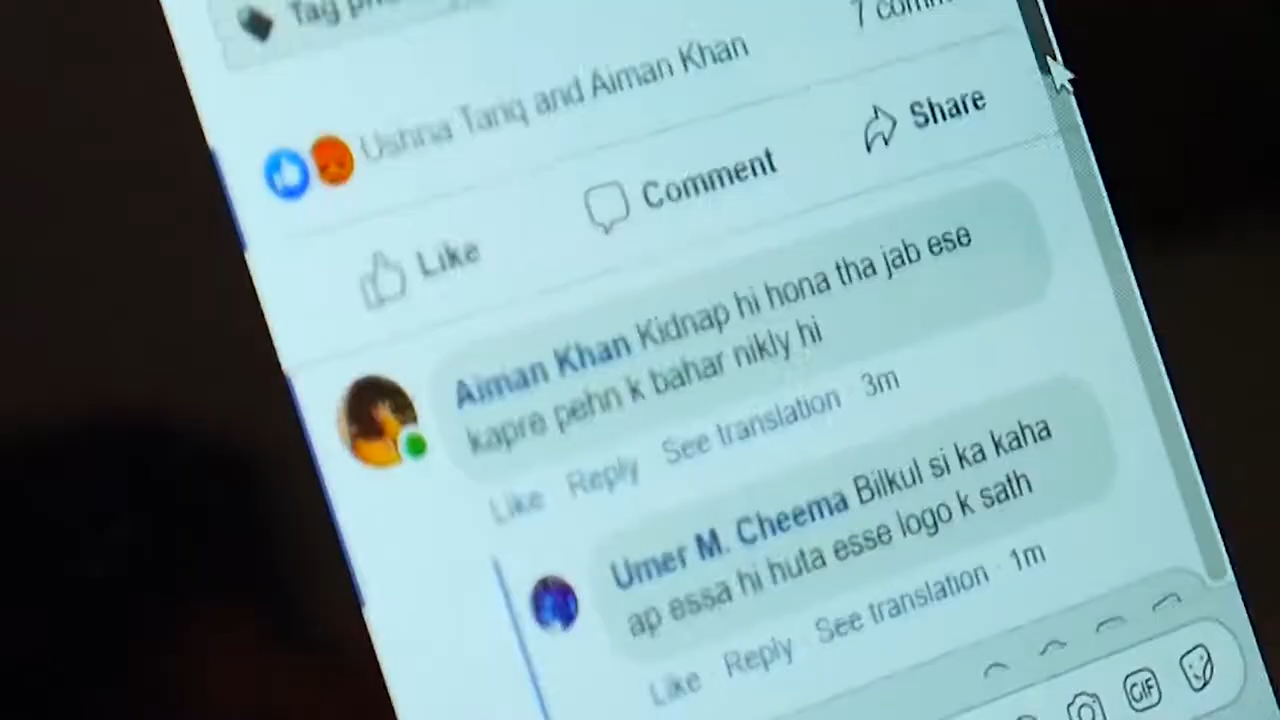 Tag
7
Ushna Tariq and Aiman Khan
Like
Comment
Share
Aiman Khan Kidnap hi hona tha jab ese
kapre pehn k bahar nikly hi
Like Reply See translation · 3m
Umer M. Cheema Bilkul si ka kaha
ap essa hi huta esse logo k sath
Like Reply See translation · 1m
GIF